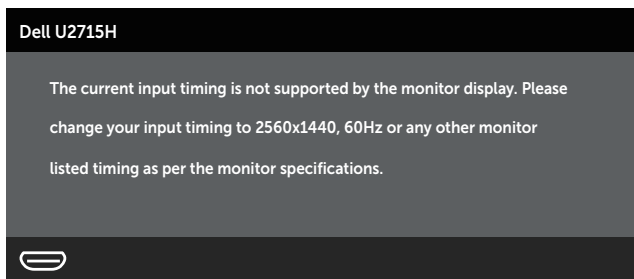 Dell U2715H
The current input timing is not supported by the monitor display. Please
change your input timing to 2560x1440, 60Hz or any other monitor
listed timing as per the monitor specifications.